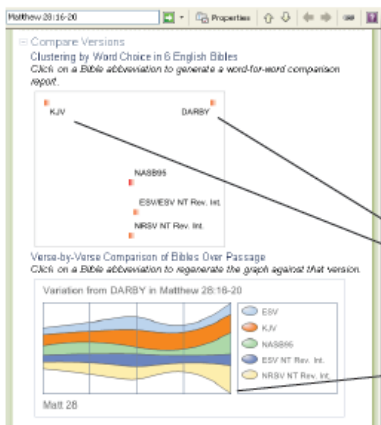 Matthew 28:16-20
Properties
Compare Versions
Clustering by Word Choice in 6 English Bibles
Click on a Bible abbreviation to generate a word-for-word comparison
report.
KJV
DARBY
NASB95
ESV/ESV NT Rev. Int.
NRSV NT Rev. Int.
Verse-by-Verse Comparison of Bibles Over Passage
Click on a Bible abbreviation to regenerate the graph against that version.
Variation from DARBY in Matthew 28:16-20
ESV
KJV
NASB95
ESV NT Rev. Int.
NRSV NT Rev. Int.
Matt 28